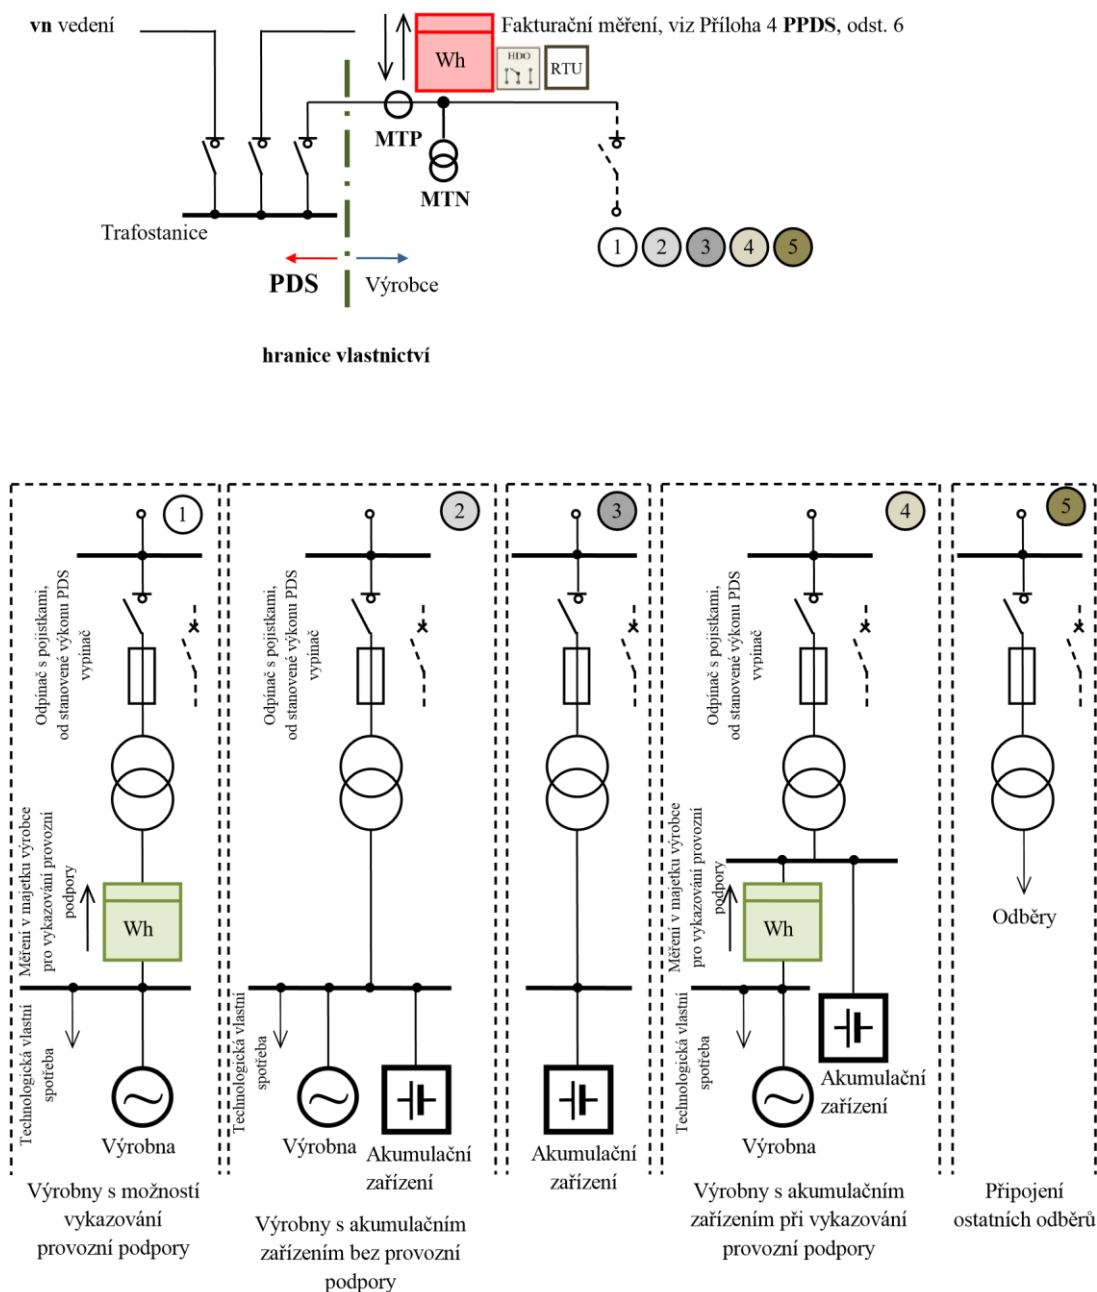 vn vedení
Fakturační měření, viz Příloha 4 PPDS, odst. 6
Wh
HDO
RTU
MTP
MTN
Trafostanice
1
2
3
4
5
PDS
Výrobce
hranice vlastnictví
1
Odpínač s pojistkami,
od stanovené výkonu PDS
vypínač
Měření v majetku výrobce
pro vykazování provozní
podpory
Wh
Technologická vlastní
spotřeba
Výrobna
Výrobny s možností
vykazování
provozní podpory
2
Odpínač s pojistkami,
od stanovené výkonu PDS
vypínač
Technologická vlastní
spotřeba
Výrobna
Akumulační
zařízení
Výrobny s akumulačním
zařízením bez provozní
podpory
3
Akumulační
zařízení
4
Odpínač s pojistkami,
od stanovené výkonu PDS
vypínač
Měření v majetku výrobce
pro vykazování provozní
podpory
Wh
Technologická vlastní
spotřeba
Výrobna
Akumulační
zařízení
Výrobny s akumulačním
zařízením při vykazování
provozní podpory
5
Odběry
Připojení
ostatních odběrů